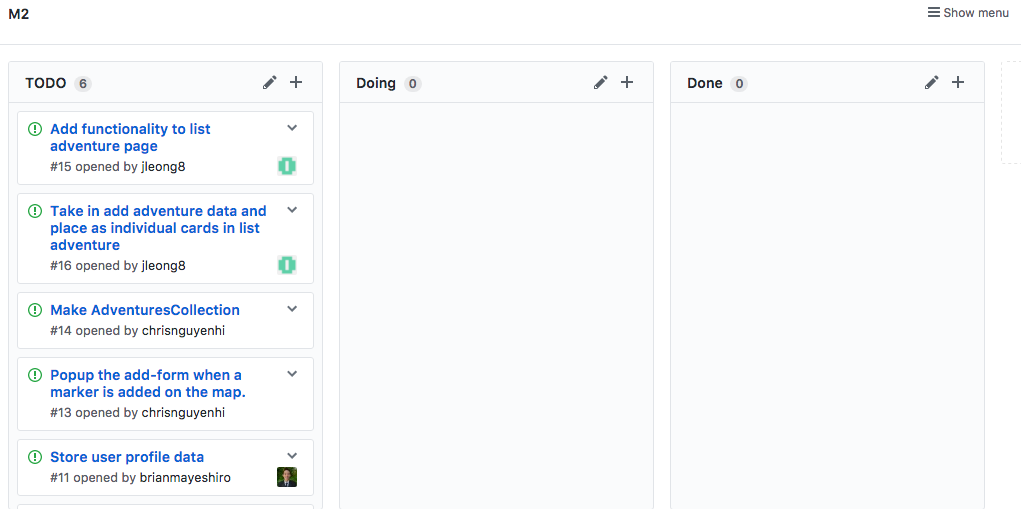 M2
Show menu
TODO 6
Doing 0
Done 0
Add functionality to list
adventure page
#15 opened by jleong8
Take in add adventure data and
place as individual cards in list
adventure
#16 opened by jleong8
Make AdventuresCollection
#14 opened by chrisnguyenhi
Popup the add-form when a
marker is added on the map.
#13 opened by chrisnguyenhi
Store user profile data
#11 opened by brianmayeshiro